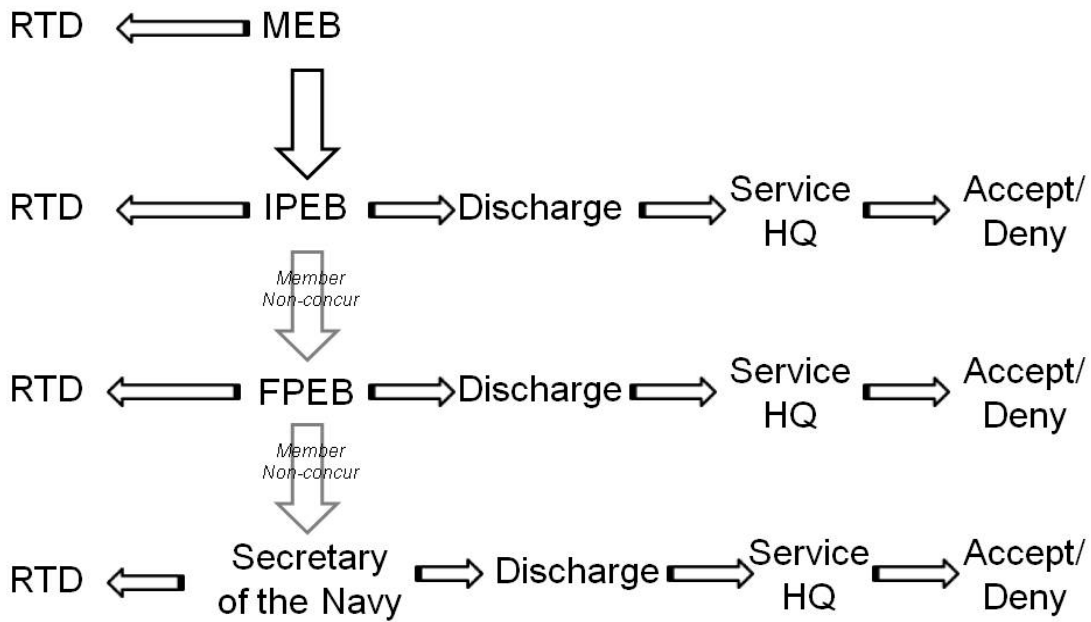 RTD MEB
RTD IPEB Discharge Service HQ Accept/ Deny
Member
Non-concur
RTD FPEB Discharge Service HQ Accept/ Deny
Member
Non-concur
RTD Secretary of the Navy Discharge Service HQ Accept/ Deny